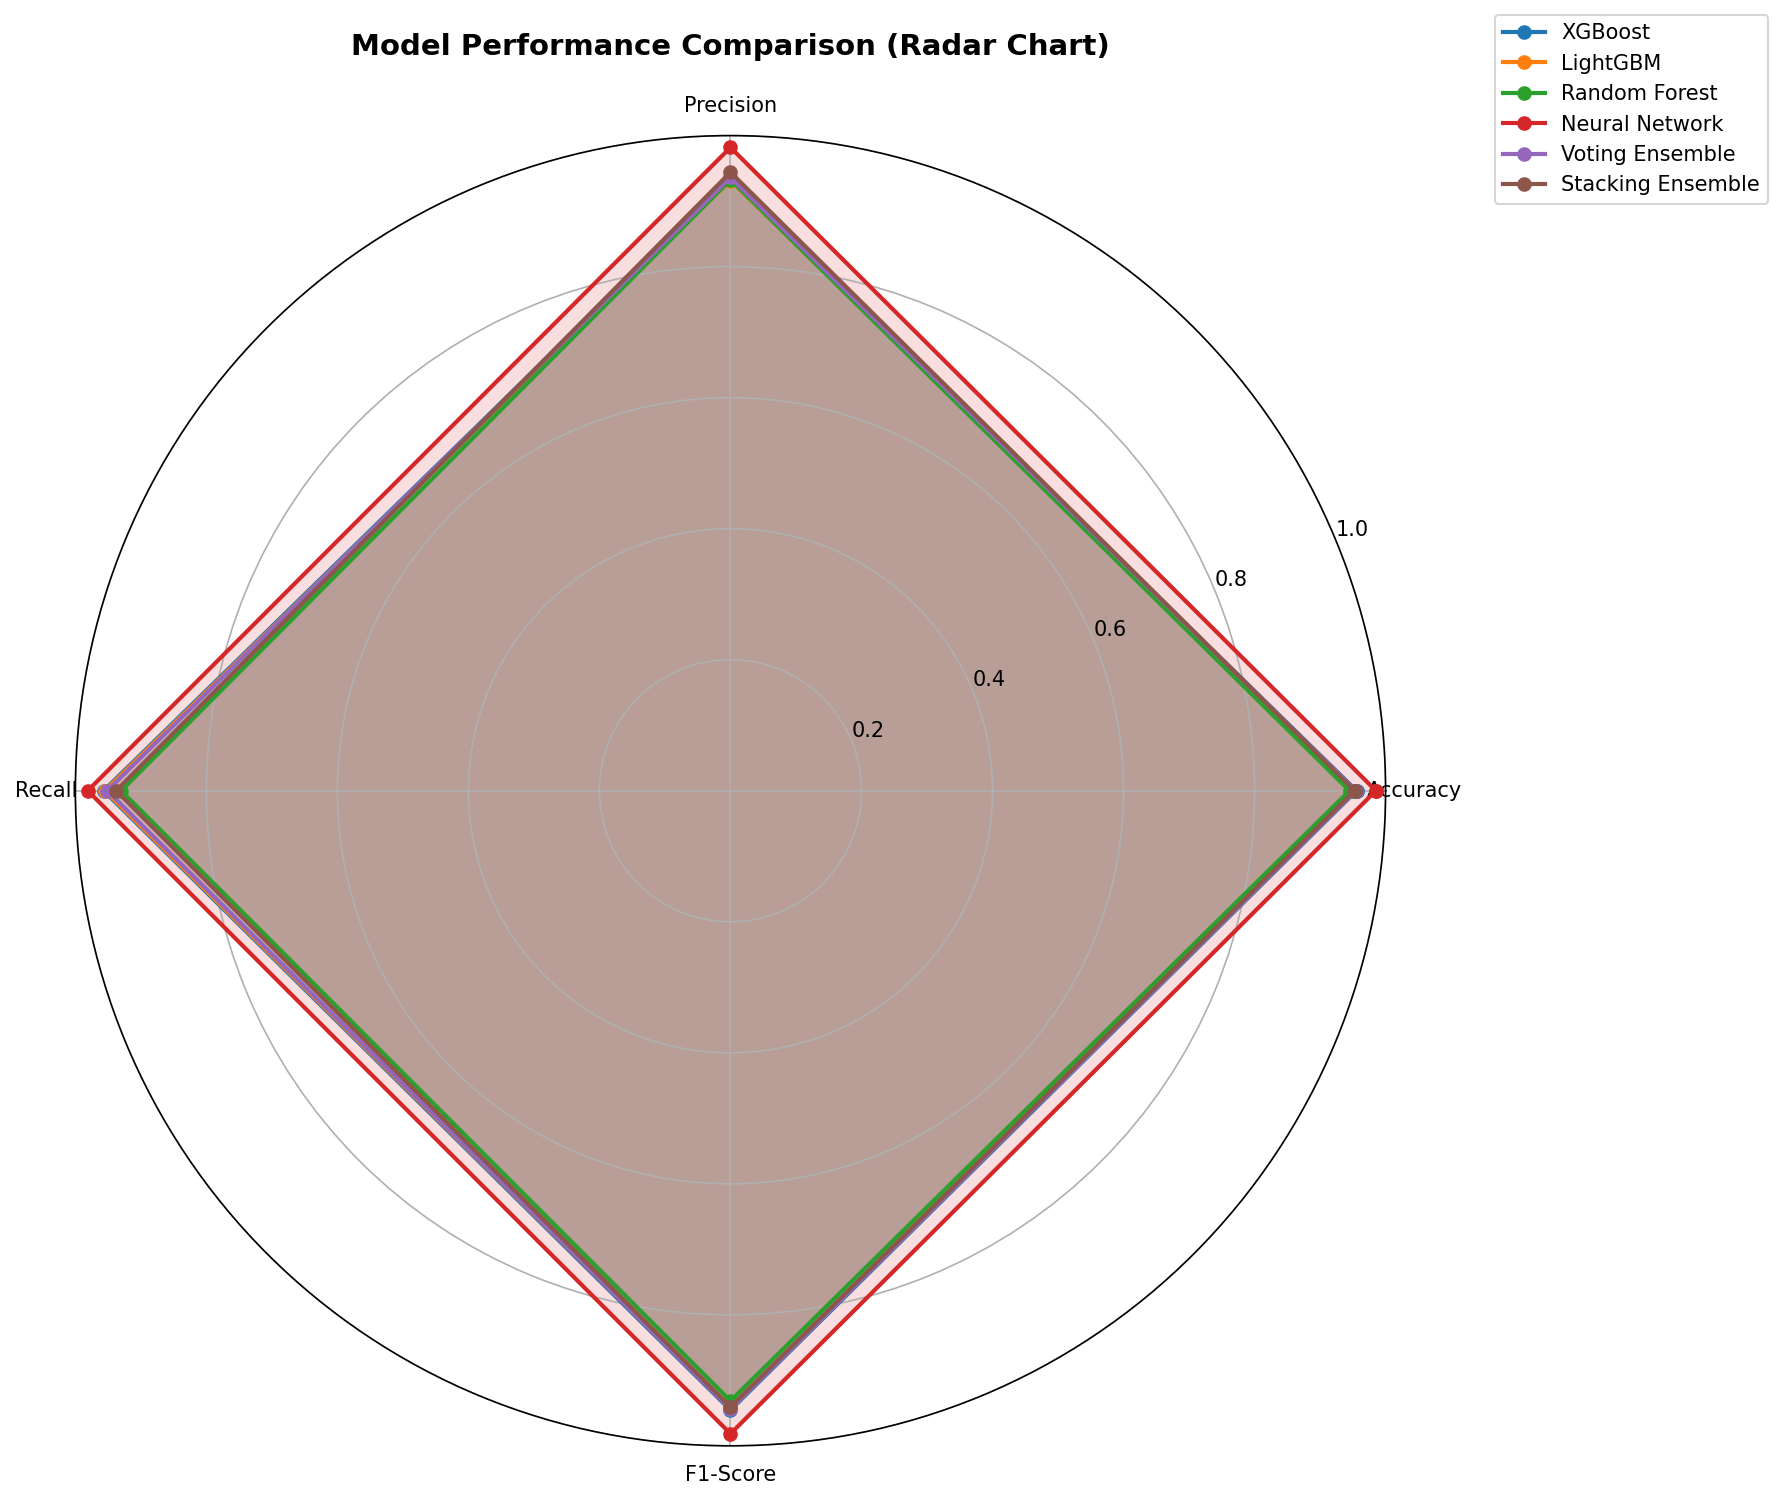 Model Performance Comparison (Radar Chart)
XGBoost
LightGBM
Random Forest
Neural Network
Voting Ensemble
Stacking Ensemble
Precision
1.0
0.8
0.6
0.4
0.2
Recall
Accuracy
F1-Score